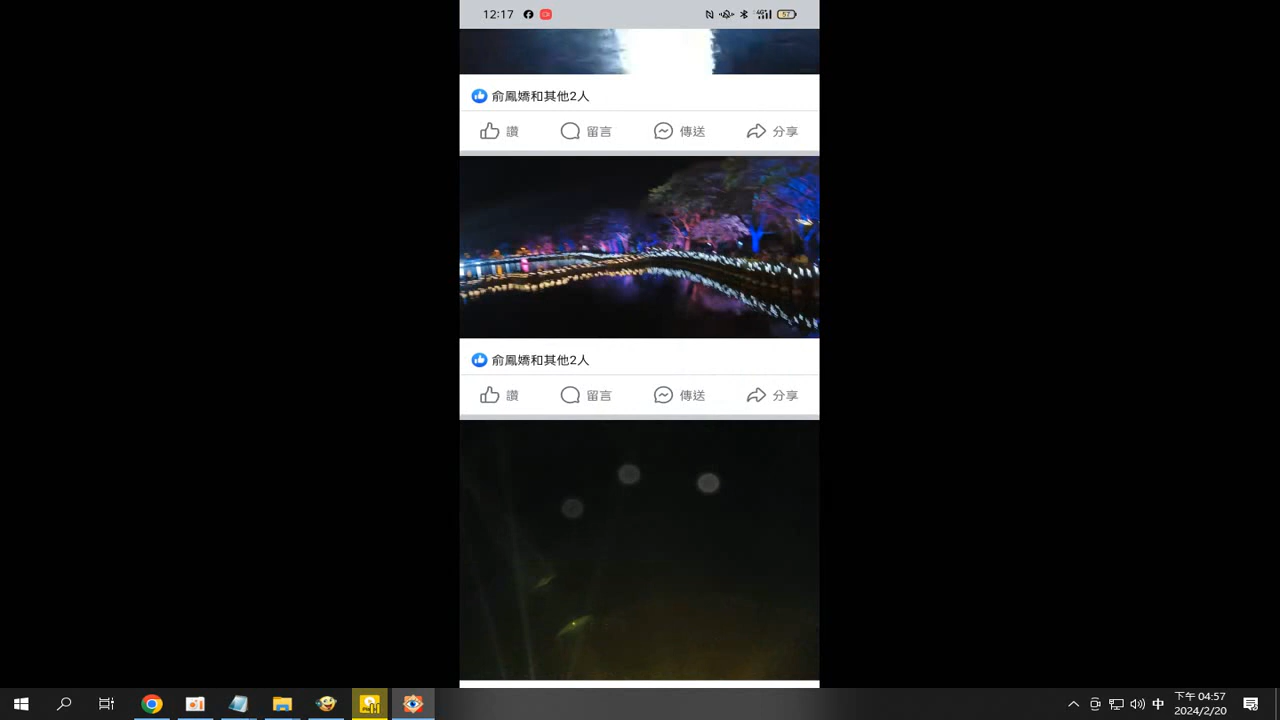 12:17
4G
57
俞鳳嬌和其他2人
讚 留言 傳送 分享
俞鳳嬌和其他2人
讚 留言 傳送 分享
中
下午 04:57
2024/2/20